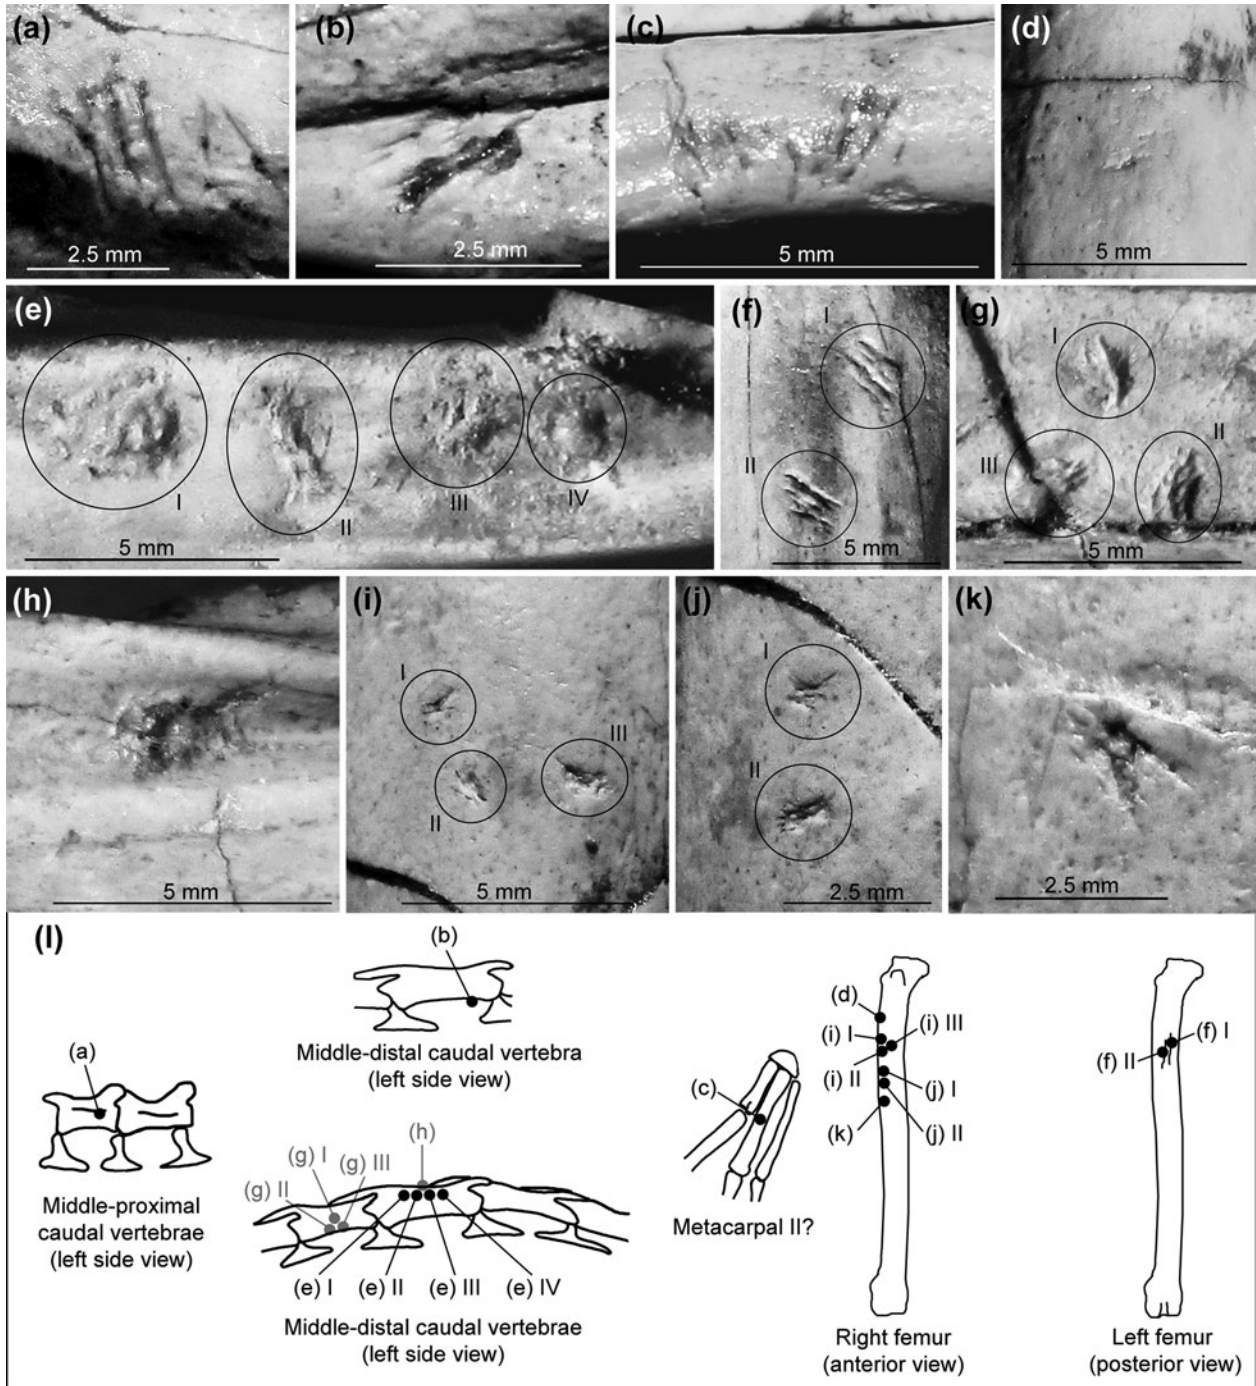 (a)
2.5 mm
(b)
2.5 mm
(c)
5 mm
(d)
5 mm
(e)
I
II
III
IV
5 mm
(f)
I
II
5 mm
(g)
I
II
III
5 mm
(h)
5 mm
(i)
I
II
III
5 mm
(j)
I
II
2.5 mm
(k)
2.5 mm
(l)
(a)
Middle-proximal
caudal vertebrae
(left side view)
(b)
Middle-distal caudal vertebra
(left side view)
(h)
(g) I
(g) III
(g) II
(e) I
(e) II
(e) III
(e) IV
Middle-distal caudal vertebrae
(left side view)
(c)
Metacarpal II?
(d)
(i) I
(i) III
(i) II
(j) I
(k)
(j) II
Right femur
(anterior view)
(f) I
(f) II
Left femur
(posterior view)